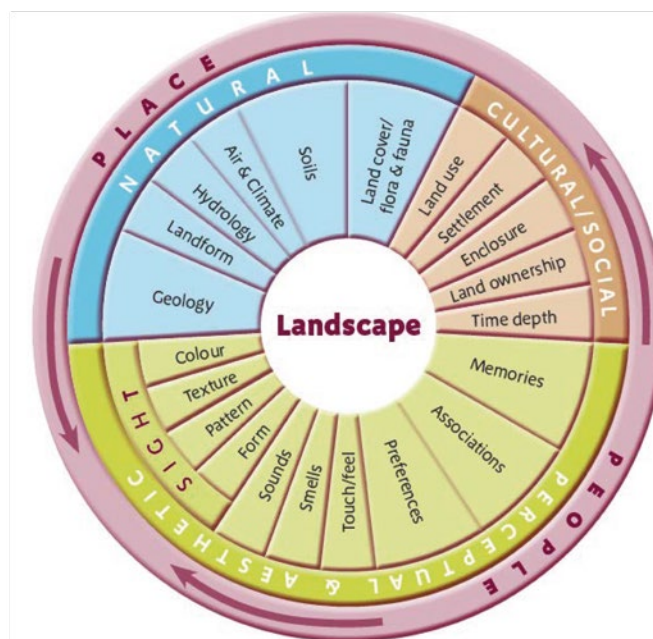 PLACE
NATURAL
CULTURAL/SOCIAL
Geology
Landform
Hydrology
Air & Climate
Soils
Land cover/
flora & fauna
Land use
Settlement
Enclosure
Land ownership
Time depth
Landscape
Colour
Texture
Pattern
Form
SIGHT
Sounds
Smells
Touch/feel
Preferences
Associations
Memories
PERCEPTUAL & AESTHETIC
PEOPLE